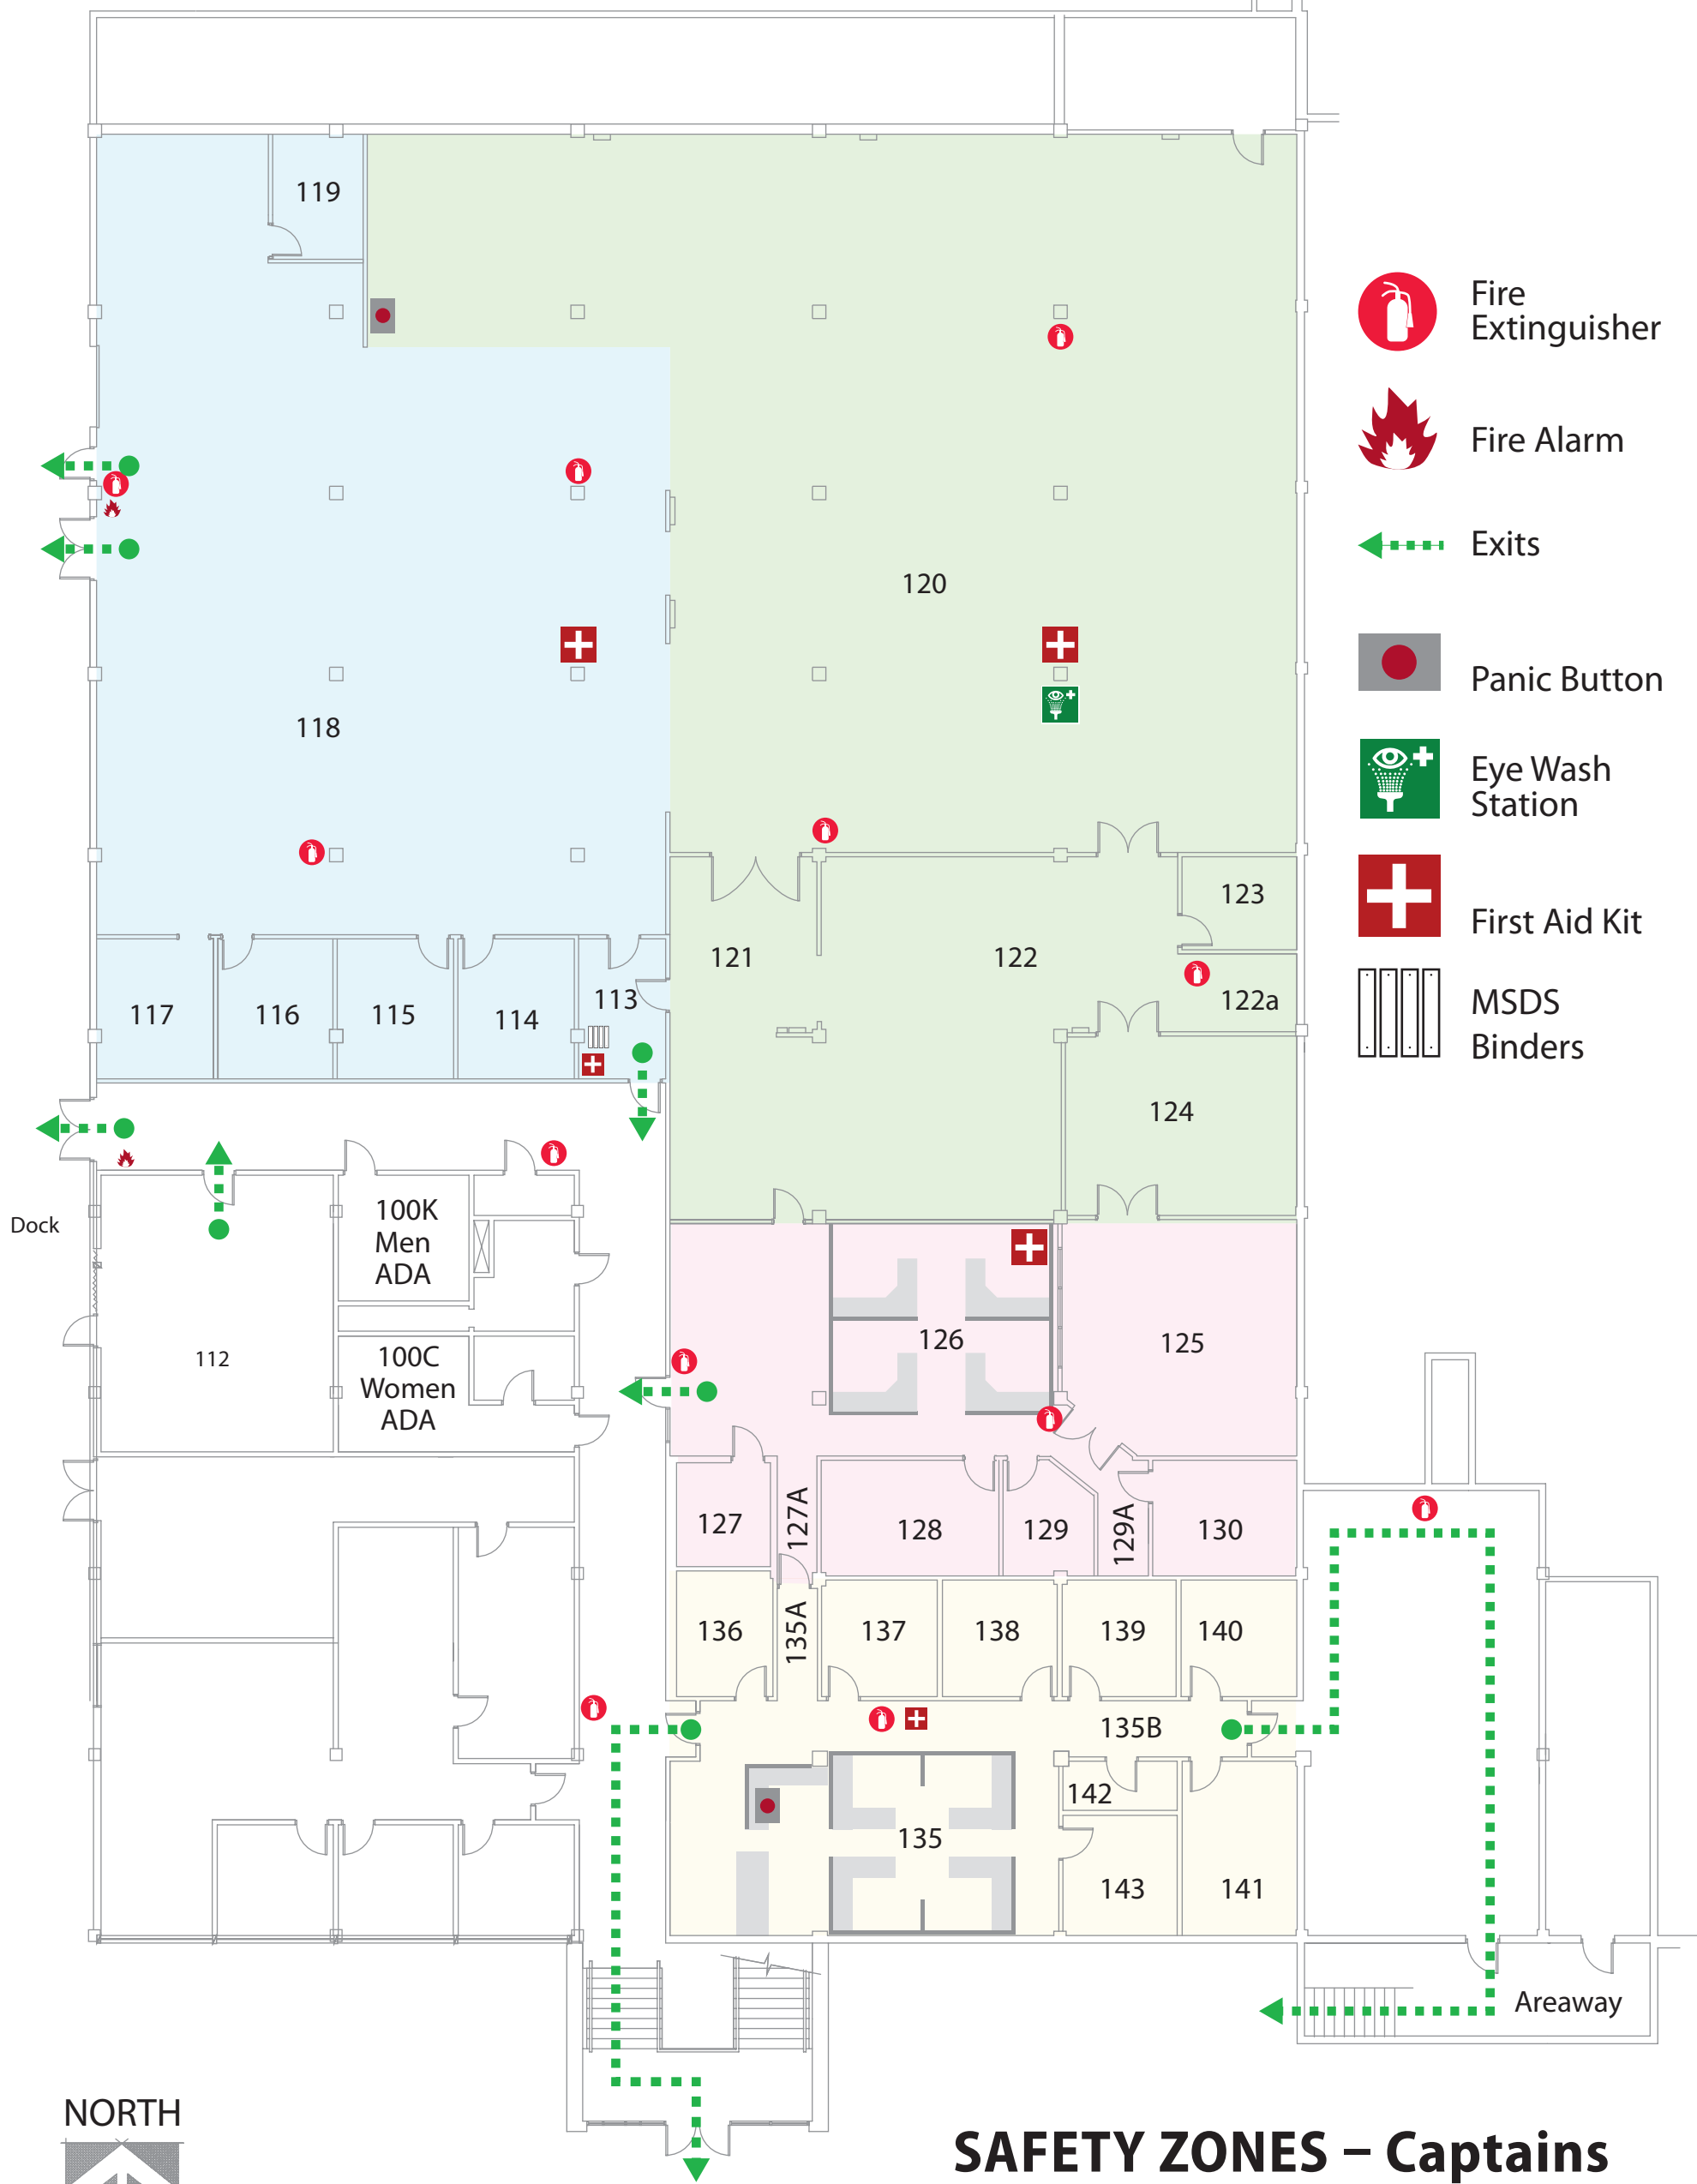 119
Fire
Extinguisher
Fire Alarm
Exits
120
Panic Button
118
Eye Wash
Station
123
First Aid Kit
121
122
122a
113
117
116
115
114
MSDS
Binders
124
100K
Men
ADA
Dock
126
125
112
100C
Women
ADA
127
127A
128
129
129A
130
136
135A
137
138
139
140
135B
142
135
143
141
Areaway
NORTH
SAFETY ZONES – Captains